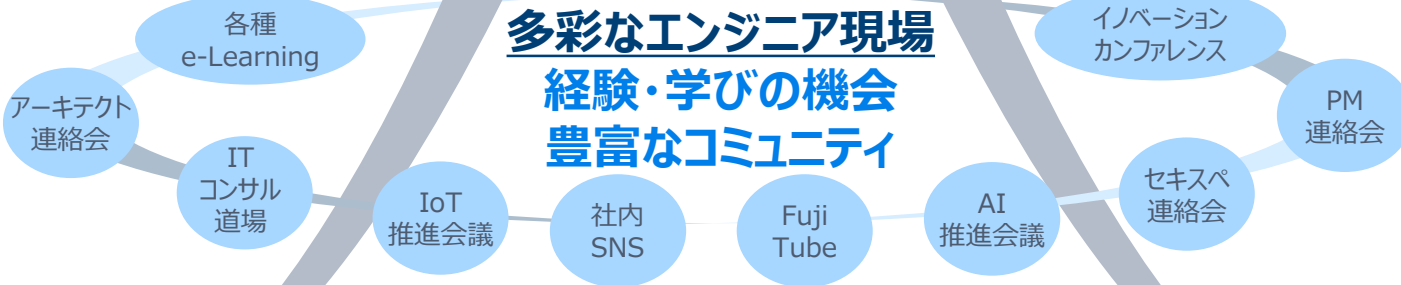 多彩なエンジニア現場
経験・学びの機会
豊富なコミュニティ
各種
e-Learning
アーキテクト
連絡会
IT
コンサル
道場
IoT
推進会議
社内
SNS
Fuji
Tube
AI
推進会議
セキスペ
連絡会
PM
連絡会
イノベーション
カンファレンス